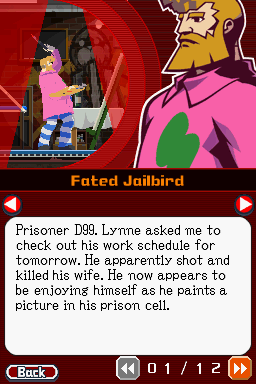 Fated Jailbird
Prisoner D99. Lynne asked me to
check out his work schedule for
tomorrow. He apparently shot and
killed his wife. He now appears to
be enjoying himself as he paints a
picture in his prison cell.
Back
01/12